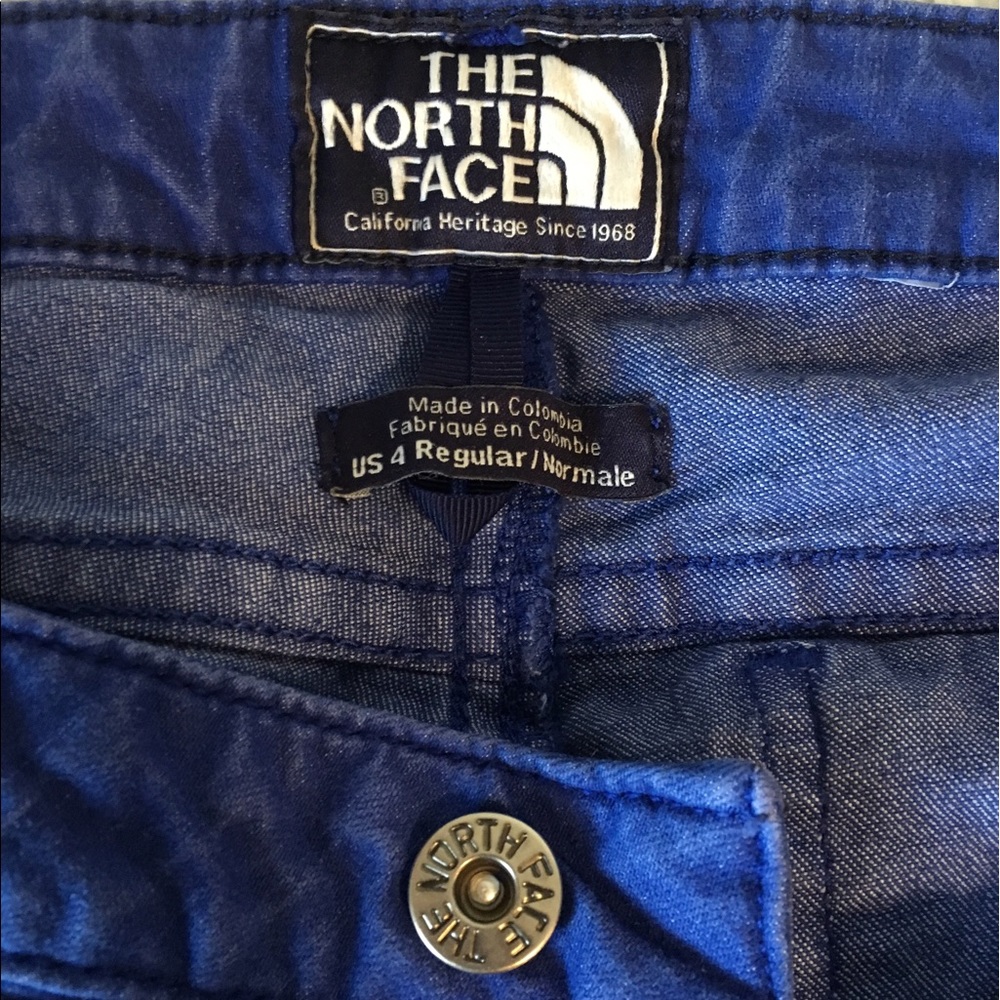 THE
NORTH
FACE
® California Heritage Since 1968
Made in Colombia
Fabriqué en Colombie
US 4 Regular / Normale
THE NORTH FACE